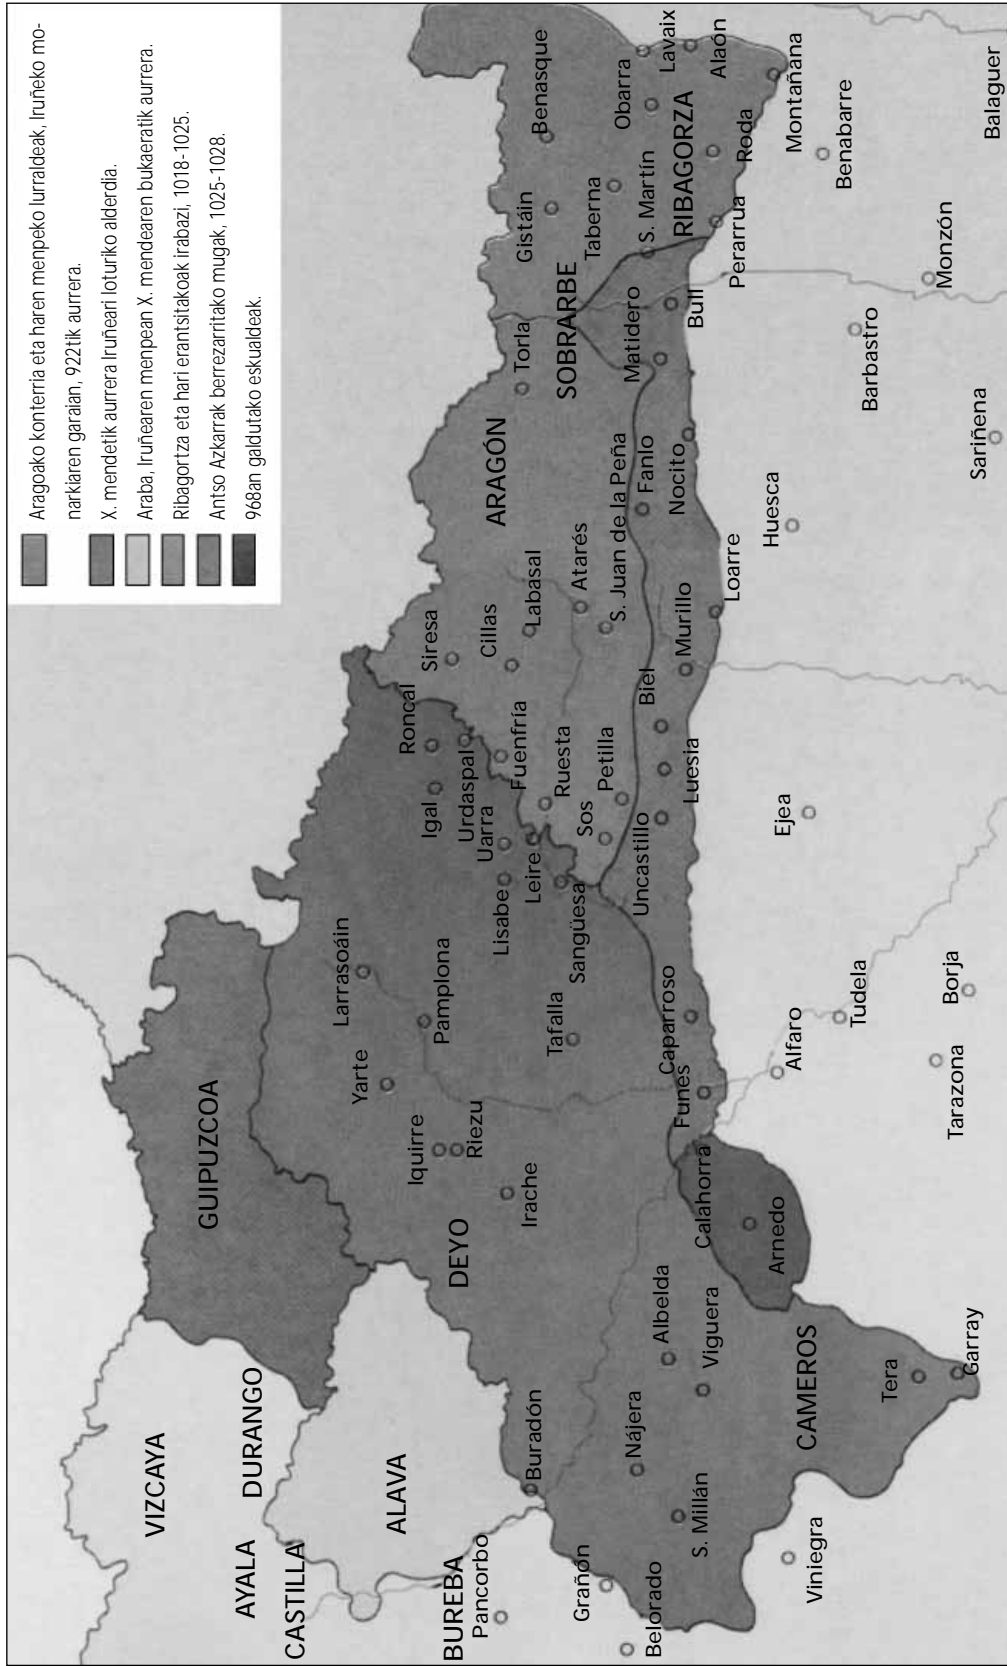 Aragoako konterria eta haren menpeko lurraldeak, Iruñeko mo-
narkiaren garaian, 922tik aurrera.
X. mendetik aurrera Iruñeari loturiko alderdia.
Araba, Iruñearen menpean X. mendearen bukaeratik aurrera.
Ribagortza eta hari erantsitakoak irabazi, 1018-1025.
Antso Azkarrak berrezarritako mugak, 1025-1028.
968an galdutako eskualdeak.
VIZCAYA
DURANGO
AYALA
CASTILLA
ALAVA
BUREBA
Pancorbo
GUIPUZCOA
Buradón
Grañón
Belorado
Nájera
S. Millán
Viniegra
Albelda
Viguera
CAMEROS
Tera
Garray
Calahorra
Arnedo
DEYO
Irache
Iquirre
Riezu
Yarte
Larrasoáin
Pamplona
Tafalla
Funes
Caparroso
Alfaro
Tudela
Tarazona
Borja
Sangüesa
Lisabe
Leire
Uarra
Urdaspal
Igal
Roncal
Fuenfría
Ruesta
Sos
Petilla
Uncastillo
Luesia
Biel
Murillo
Ejea
Siresa
Cillas
Labasal
Atarés
S. Juan de la Peña
Loarre
Huesca
ARAGÓN
Torla
Fanlo
Nocito
Matidero
Bull
SOBRARBE
Sariñena
Barbastro
Monzón
Gistáin
Benasque
Taberna
S. Martín
Obarra
Lavaix
Alaón
RIBAGORZA
Roda
Perarrua
Montañana
Benabarre
Balaguer